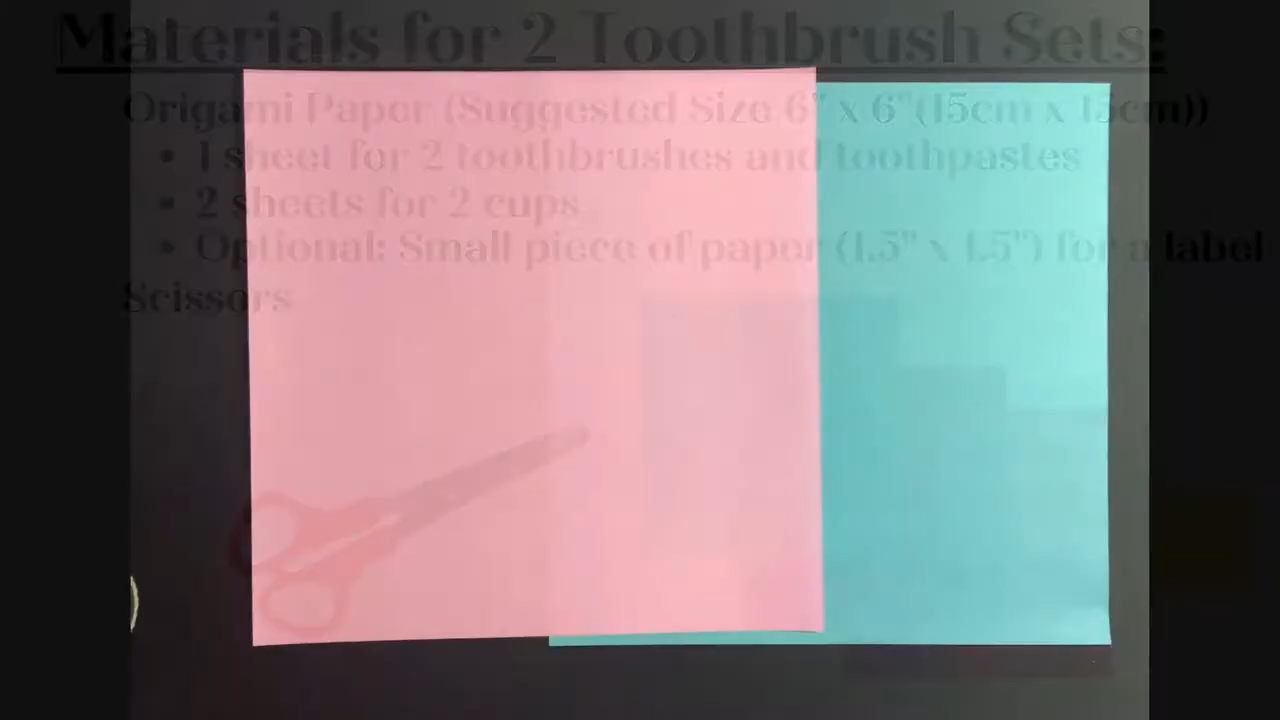 Materials for 2 Toothbrush Sets:
Origami Paper (Suggested Size 6" x 6"(15cm x 15cm))
• 1 sheet for 2 toothbrushes and toothpastes
• 2 sheets for 2 cups
• Optional: Small piece of paper (1.5" x 1.5") for a label
Scissors